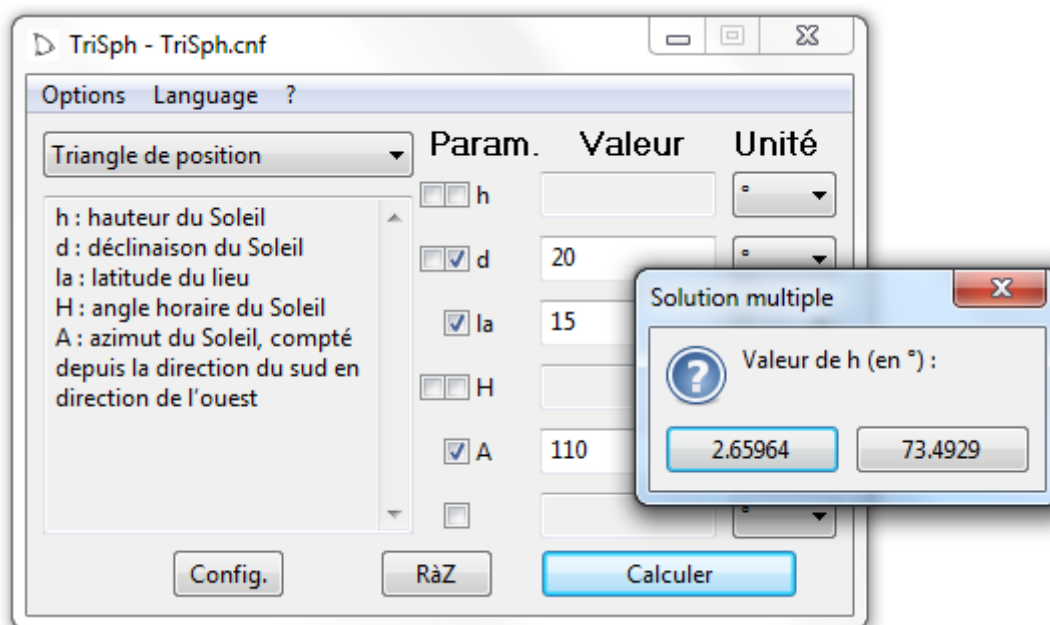 TriSph - TriSph.cnf
Options Language ?
Triangle de position
Param. Valeur Unité
h : hauteur du Soleil
d : déclinaison du Soleil
la : latitude du lieu
H : angle horaire du Soleil
A : azimut du Soleil, compté
depuis la direction du sud en
direction de l'ouest
h °
d 20 °
la 15
H
A 110
°
Config. RàZ Calculer
Solution multiple
Valeur de h (en °) :
2.65964 73.4929